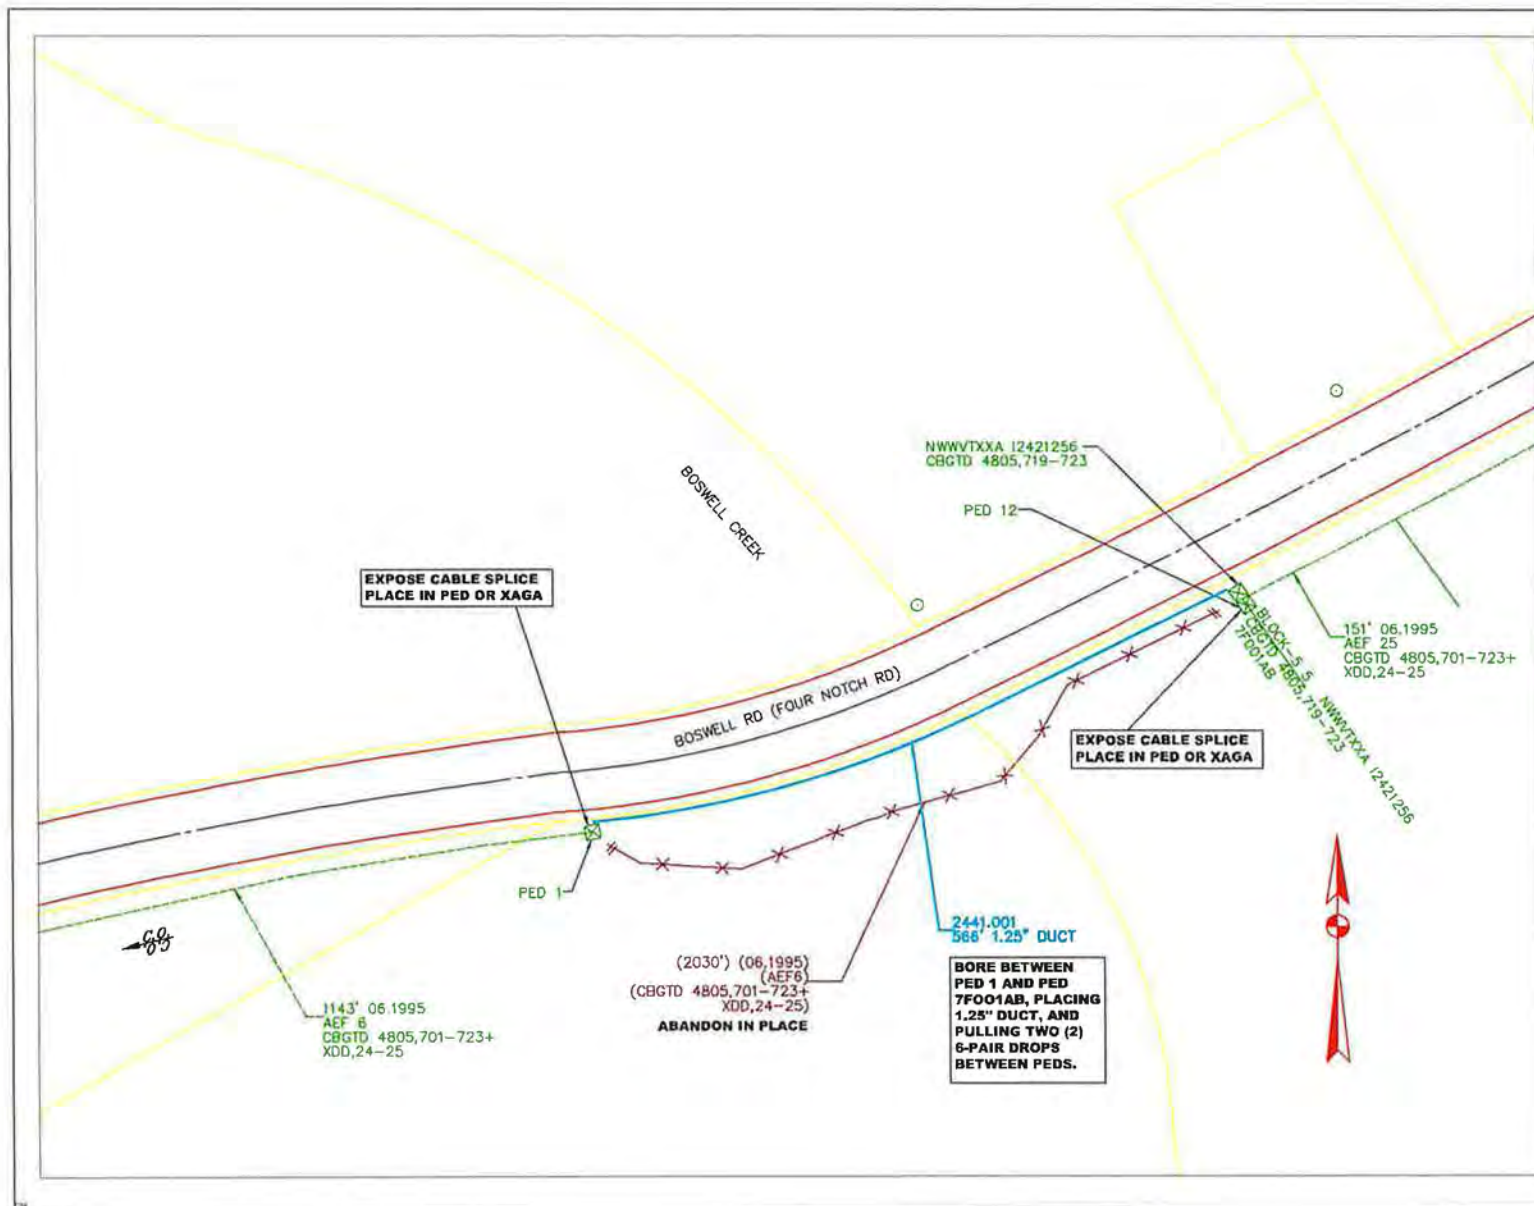 NWWVTXXA I2421256
CBGTD 4805,719-723
BOSWELL CREEK
PED 12
EXPOSE CABLE SPLICE
PLACE IN PED OR XAGA
BLOCK-5.5 NWWVTXXA I2421256
CBGTD 4805,719-723
7F001AB
151' 06,1995
AEF 25
CBGTD 4805,701-723+
XDD,24-25
BOSWELL RD (FOUR NOTCH RD)
EXPOSE CABLE SPLICE
PLACE IN PED OR XAGA
PED 1
2441.001
566' 1.25" DUCT
(2030') (06,1995)
(AEF6)
(CBGTD 4805,701-723+
XDD,24-25)
ABANDON IN PLACE
BORE BETWEEN
PED 1 AND PED
7FOO1AB, PLACING
1.25" DUCT, AND
PULLING TWO (2)
6-PAIR DROPS
BETWEEN PEDS.
1143' 06,1995
AEF 6
CBGTD 4805,701-723+
XDD,24-25